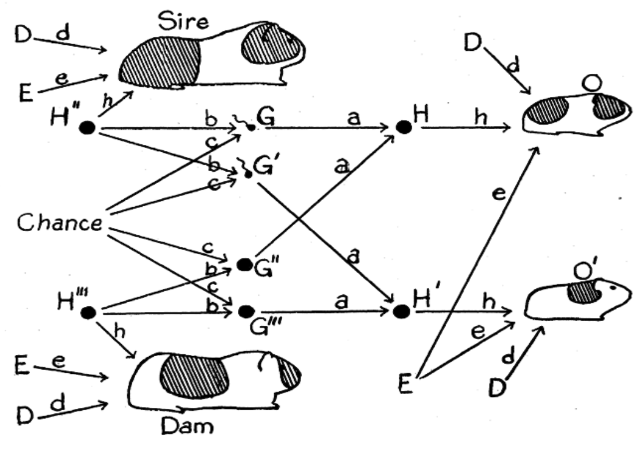 Sire
D d
E e
h
H" b G a H h
c
b G'
c
a
D
d
O
e
Chance
c
b G"
c
a
H''' b G''' a H' h O'
h
e
E e
D d
Dam
E
d
D